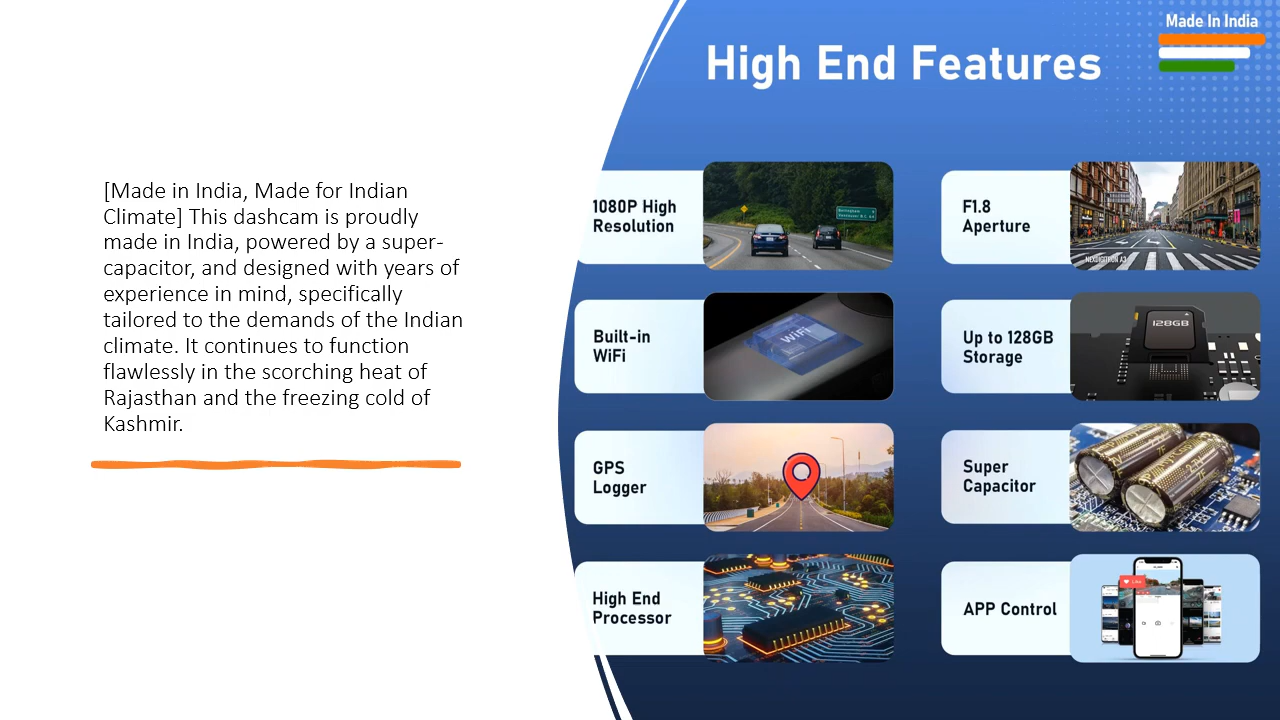 Made In India
High End Features
[Made in India, Made for Indian
Climate] This dashcam is proudly
made in India, powered by a super-
capacitor, and designed with years of
experience in mind, specifically
tailored to the demands of the Indian
climate. It continues to function
flawlessly in the scorching heat of
Rajasthan and the freezing cold of
Kashmir.
1080P High
Resolution
F1.8
Aperture
NEXDIGITRON A3
Built-in
WiFi
WiFi
Up to 128GB
Storage
128GB
GPS
Logger
Super
Capacitor
High End
Processor
APP Control
Like